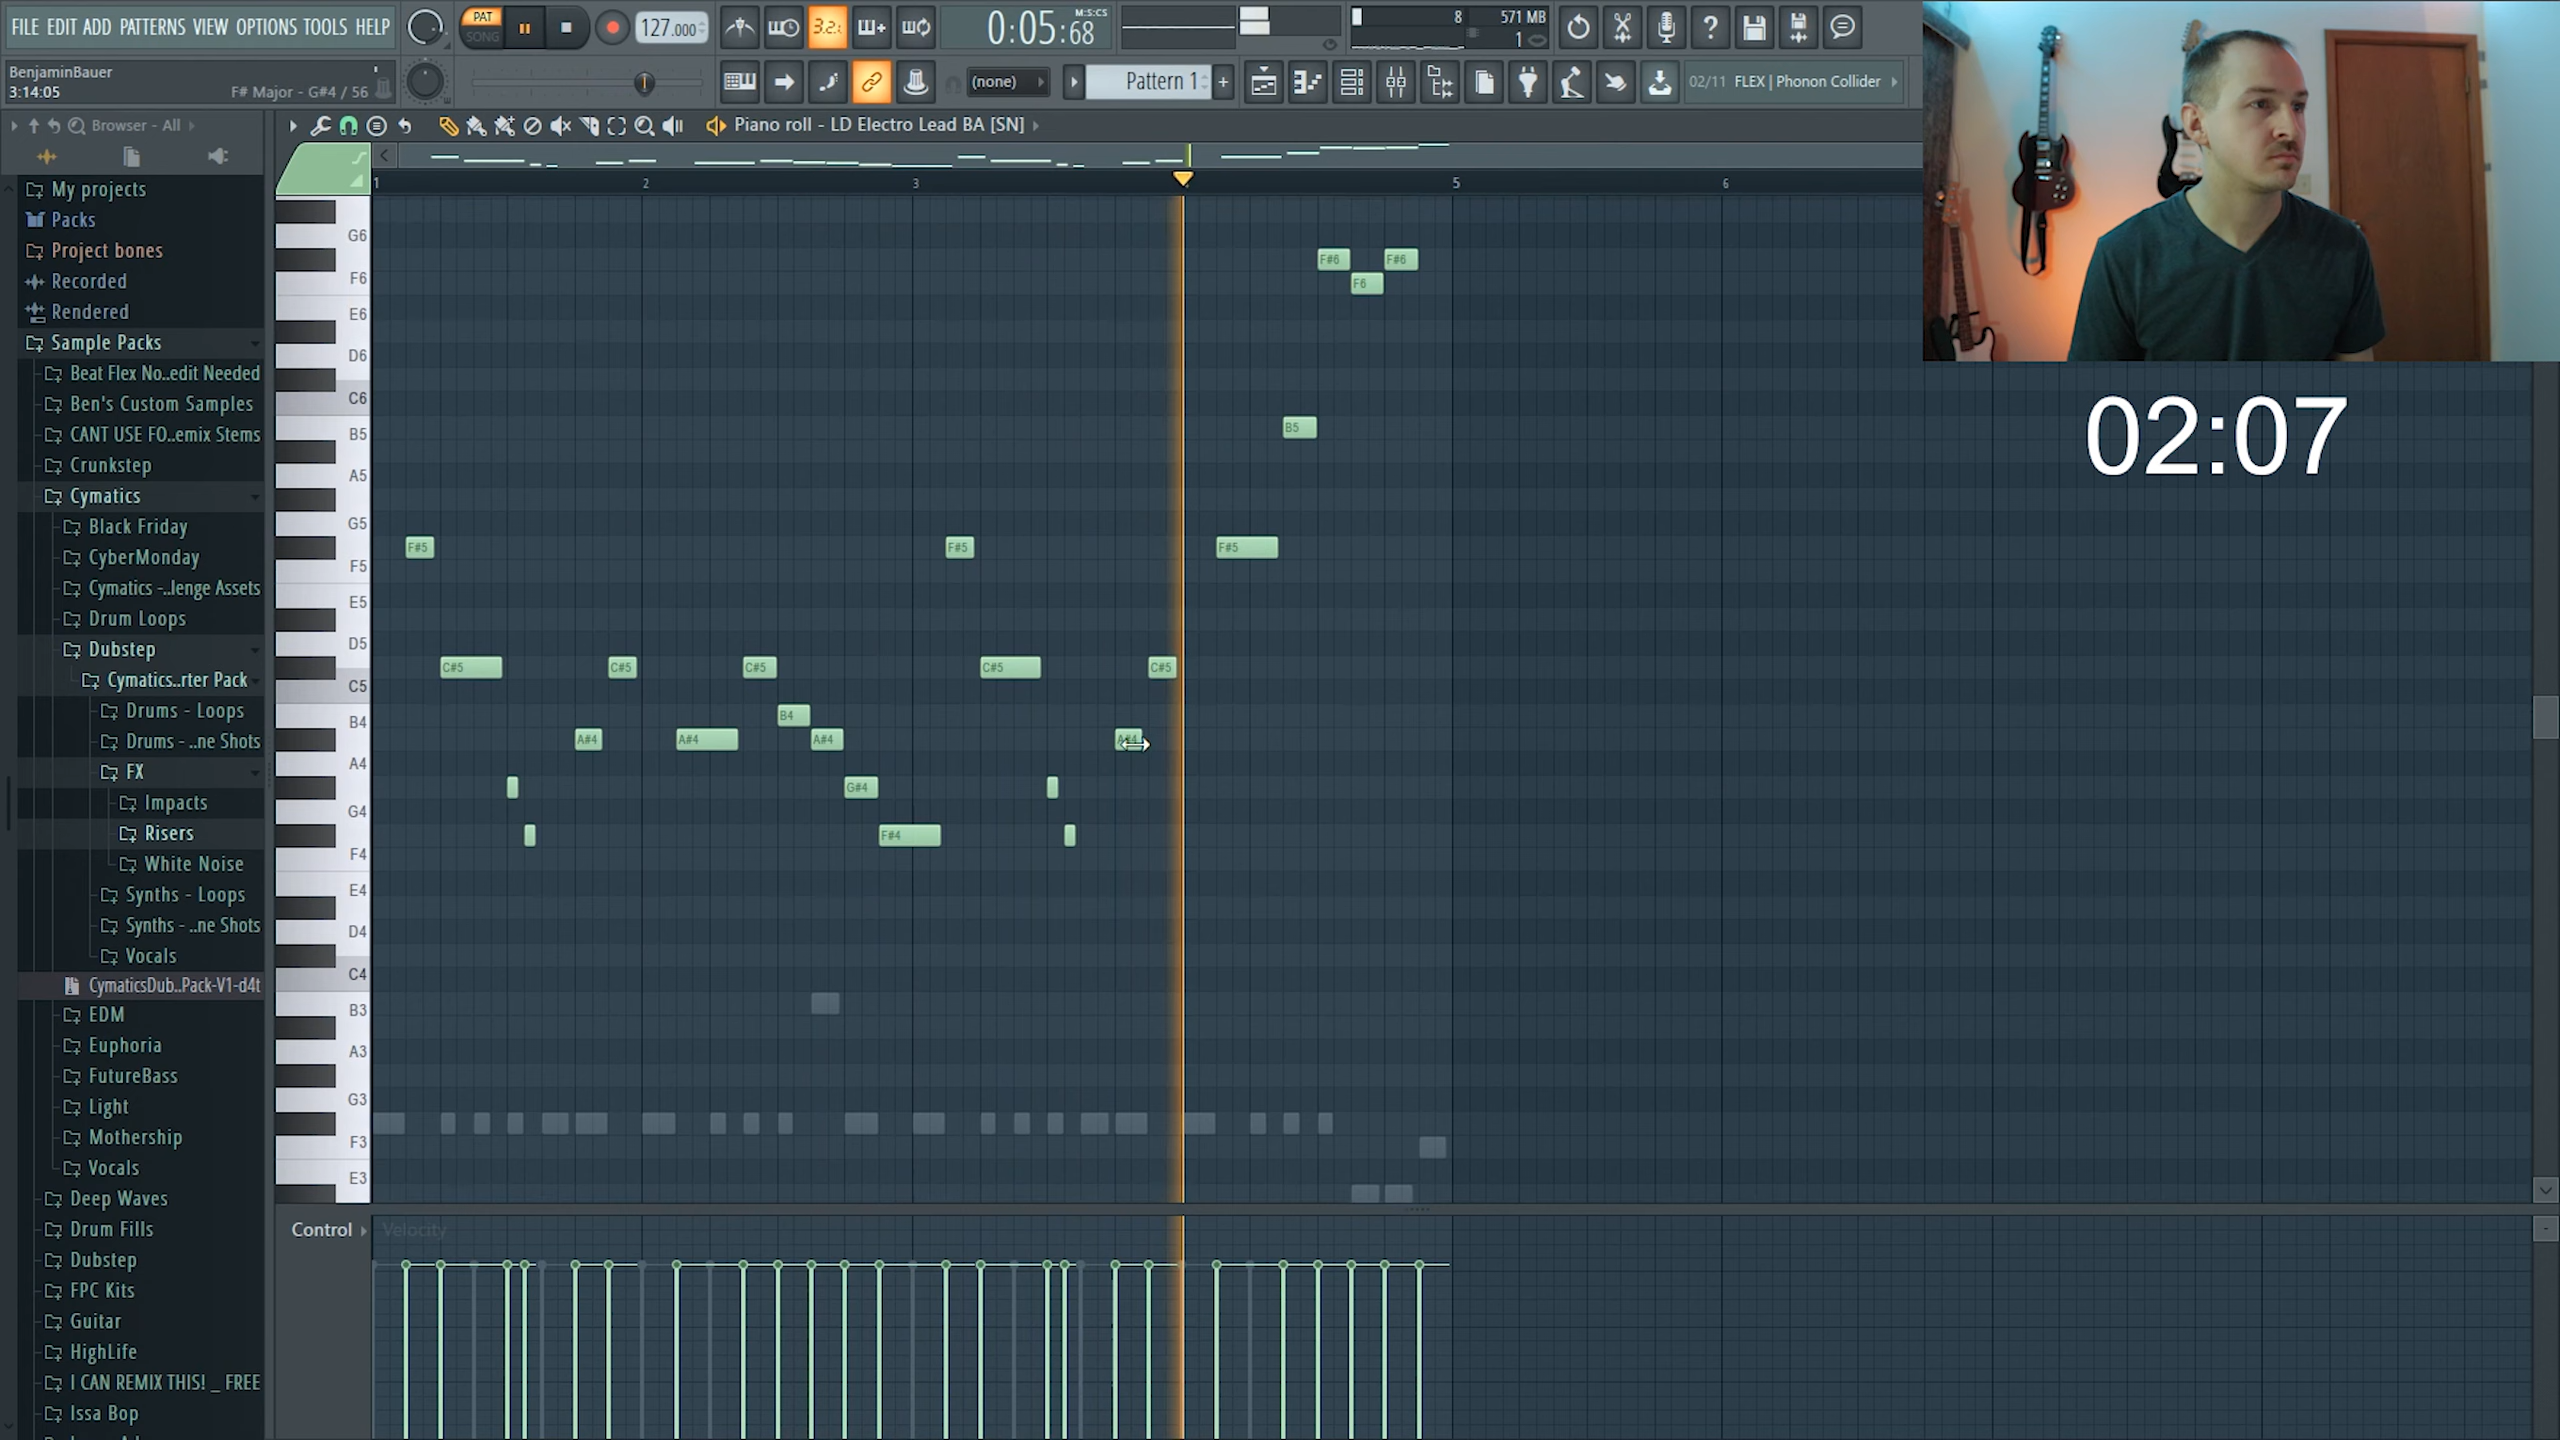 FILE EDIT ADD PATTERNS VIEW OPTIONS TOOLS HELP
PAT
SONG
127.000
3.2.
0:05:68
M:S:CS
8
571 MB
1
BenjaminBauer
3:14:05
F# Major - G#4 / 56
(none)
Pattern 1
+
02/11 FLEX | Phonon Collider
Browser - All
Piano roll - LD Electro Lead BA [SN]
1
2
3
5
6
02:07
My projects
Packs
Project bones
Recorded
Rendered
Sample Packs
Beat Flex No..edit Needed
Ben's Custom Samples
CANT USE FO..emix Stems
Crunkstep
Cymatics
Black Friday
CyberMonday
Cymatics -..lenge Assets
Drum Loops
Dubstep
Cymatics..rter Pack
Drums - Loops
Drums - ..ne Shots
FX
Impacts
Risers
White Noise
Synths - Loops
Synths - ..ne Shots
Vocals
CymaticsDub..Pack-V1-d4t
EDM
Euphoria
FutureBass
Light
Mothership
Vocals
Deep Waves
Drum Fills
Dubstep
FPC Kits
Guitar
HighLife
I CAN REMIX THIS! _ FREE
Issa Bop
G6
F6
E6
D6
C6
B5
A5
G5
F5
E5
D5
C5
B4
A4
G4
F4
E4
D4
C4
B3
A3
G3
F3
E3
F#6
F#6
F6
B5
F#5
F#5
F#5
C#5
C#5
C#5
C#5
C#5
B4
A#4
A#4
A#4
A#4
G#4
F#4
Control
Velocity